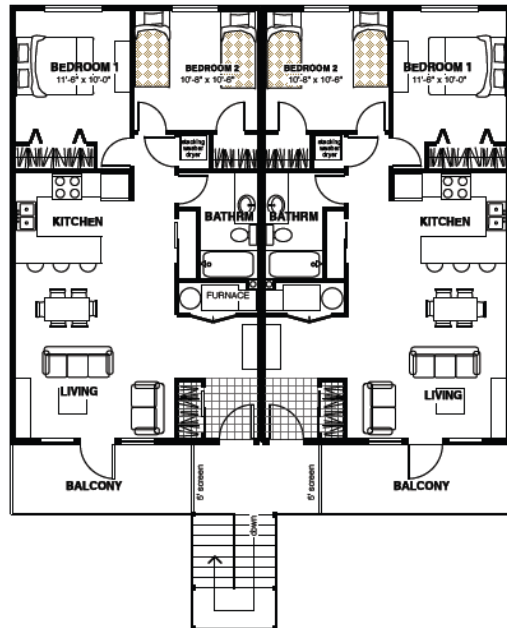 BEDROOM 1
11'-6" x 10'-0"
BEDROOM 2
10'-6" x 10'-6"
BEDROOM 2
10'-6" x 10'-6"
BEDROOM 1
11'-6" x 10'-0"
stacking
washer
dryer
stacking
washer
dryer
KITCHEN
BATHRM
BATHRM
KITCHEN
FURNACE
LIVING
LIVING
BALCONY
6' screen
6' screen
BALCONY
down